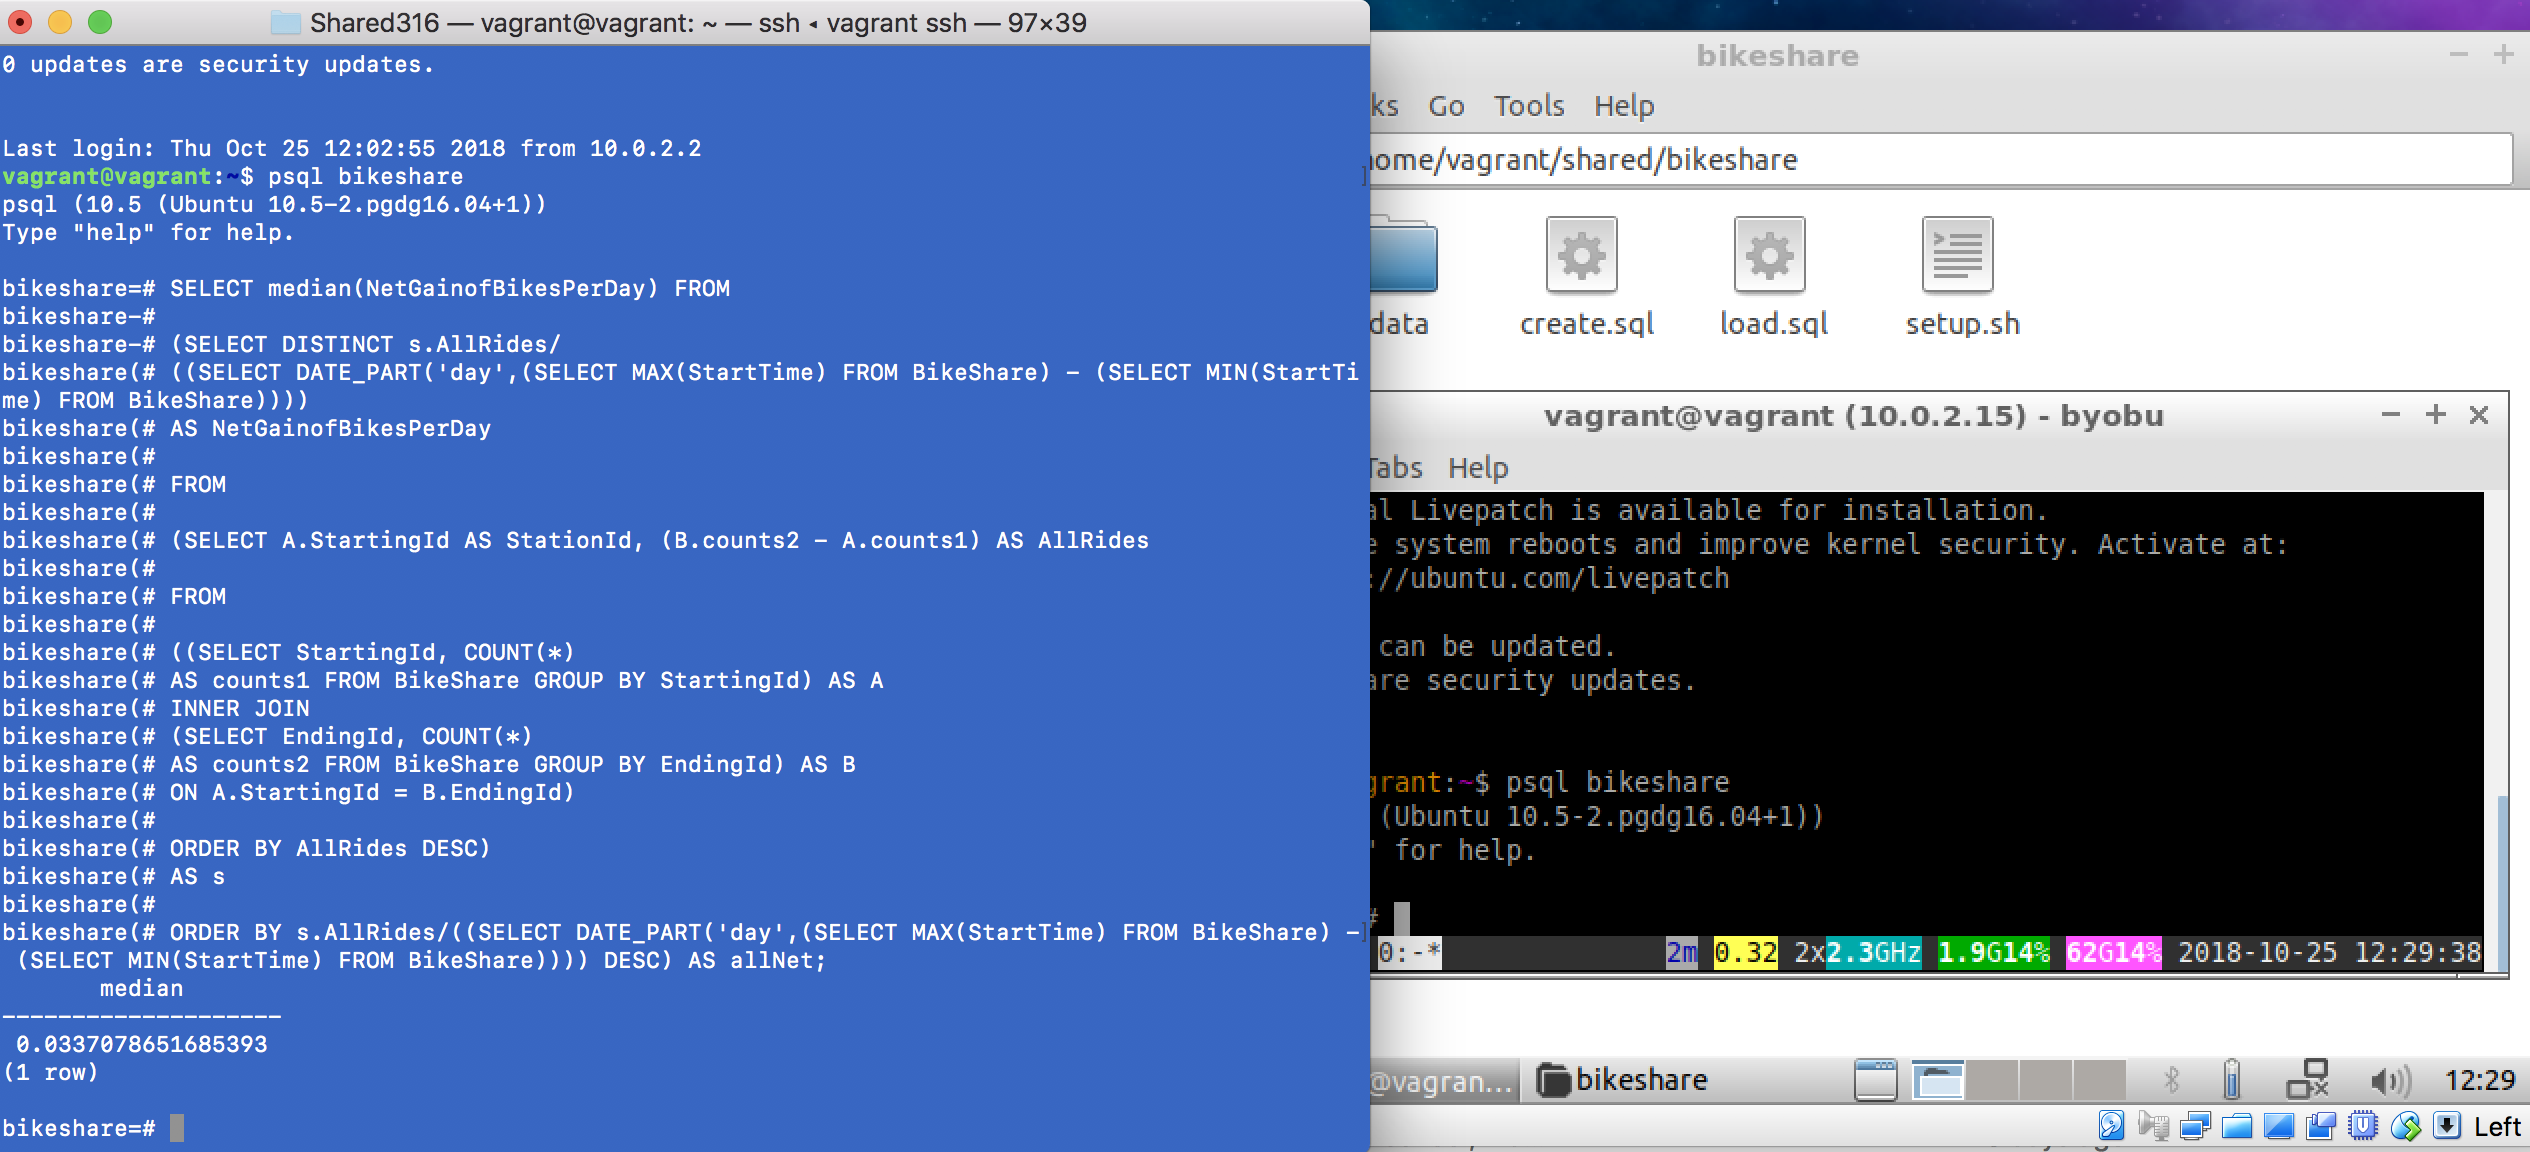 Shared316 — vagrant@vagrant: ~ — ssh ◂ vagrant ssh — 97×39
0 updates are security updates.
Last login: Thu Oct 25 12:02:55 2018 from 10.0.2.2
vagrant@vagrant:~$ psql bikeshare
psql (10.5 (Ubuntu 10.5-2.pgdg16.04+1))
Type "help" for help.
bikeshare=# SELECT median(NetGainofBikesPerDay) FROM
bikeshare-#
bikeshare-# (SELECT DISTINCT s.AllRides/
bikeshare(# ((SELECT DATE_PART('day',(SELECT MAX(StartTime) FROM BikeShare) - (SELECT MIN(StartTi
me) FROM BikeShare))))
bikeshare(# AS NetGainofBikesPerDay
bikeshare(#
bikeshare(# FROM
bikeshare(#
bikeshare(# (SELECT A.StartingId AS StationId, (B.counts2 - A.counts1) AS AllRides
bikeshare(#
bikeshare(# FROM
bikeshare(#
bikeshare(# ((SELECT StartingId, COUNT(*)
bikeshare(# AS counts1 FROM BikeShare GROUP BY StartingId) AS A
bikeshare(# INNER JOIN
bikeshare(# (SELECT EndingId, COUNT(*)
bikeshare(# AS counts2 FROM BikeShare GROUP BY EndingId) AS B
bikeshare(# ON A.StartingId = B.EndingId)
bikeshare(#
bikeshare(# ORDER BY AllRides DESC)
bikeshare(# AS s
bikeshare(#
bikeshare(# ORDER BY s.AllRides/((SELECT DATE_PART('day',(SELECT MAX(StartTime) FROM BikeShare) -
(SELECT MIN(StartTime) FROM BikeShare)))) DESC) AS allNet;
median
--------------------
0.0337078651685393
(1 row)
bikeshare=#
bikeshare
ks Go Tools Help
ome/vagrant/shared/bikeshare
data create.sql load.sql setup.sh
vagrant@vagrant (10.0.2.15) - byobu
Tabs Help
al Livepatch is available for installation.
e system reboots and improve kernel security. Activate at:
://ubuntu.com/livepatch
can be updated.
are security updates.
grant:~$ psql bikeshare
(Ubuntu 10.5-2.pgdg16.04+1))
" for help.
#
0:-* 2m 0.32 2x2.3GHz 1.9G14% 62G14% 2018-10-25 12:29:38
@vagran... bikeshare 12:29
Left